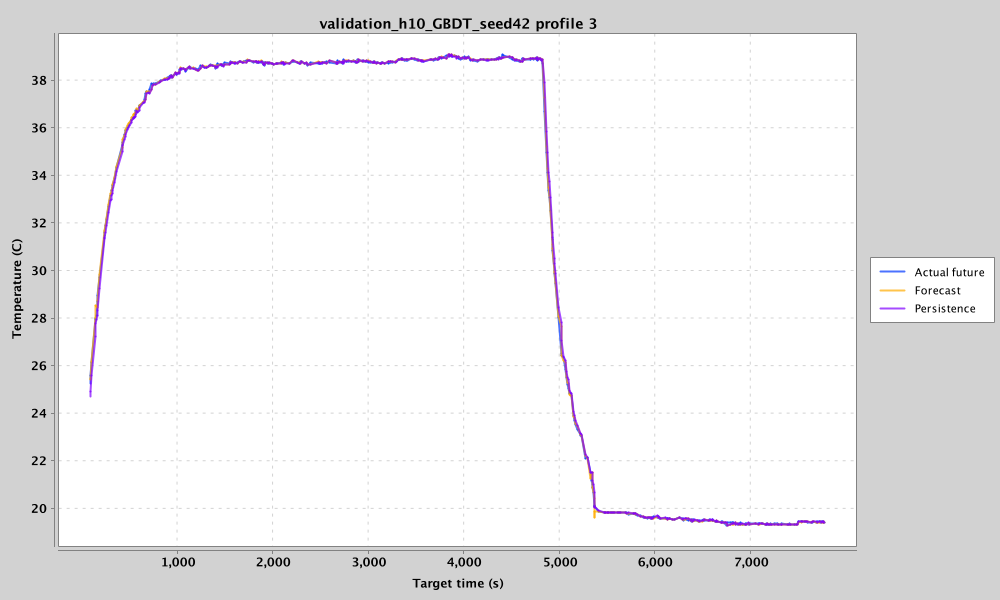 validation_h10_GBDT_seed42 profile 3
Temperature (C)
38
36
34
32
30
28
26
24
22
20
1,000
2,000
3,000
4,000
5,000
6,000
7,000
Target time (s)
Actual future
Forecast
Persistence